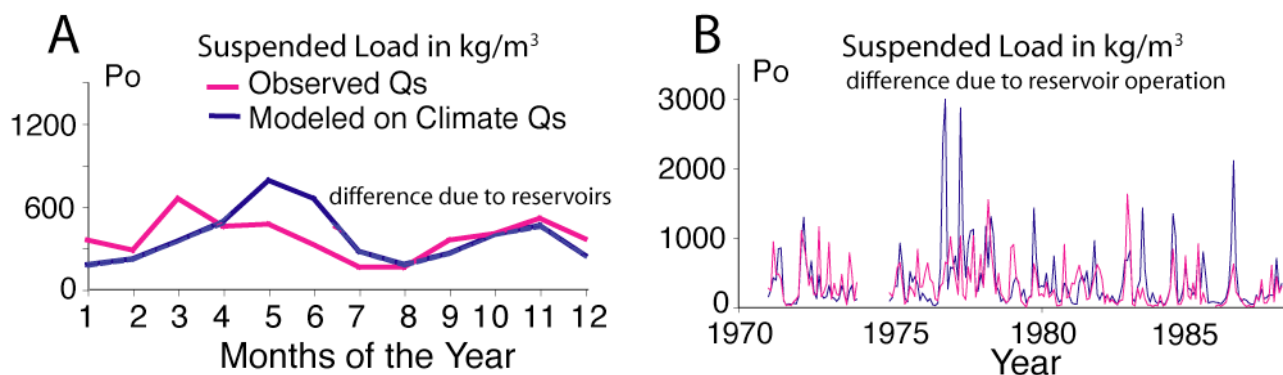 A
Suspended Load in kg/m³
Po
Observed Qs
Modeled on Climate Qs
1200
600
0
difference due to reservoirs
1 2 3 4 5 6 7 8 9 10 11 12
Months of the Year
B
Suspended Load in kg/m³
Po
difference due to reservoir operation
3000
2000
1000
0
1970 1975 1980 1985
Year